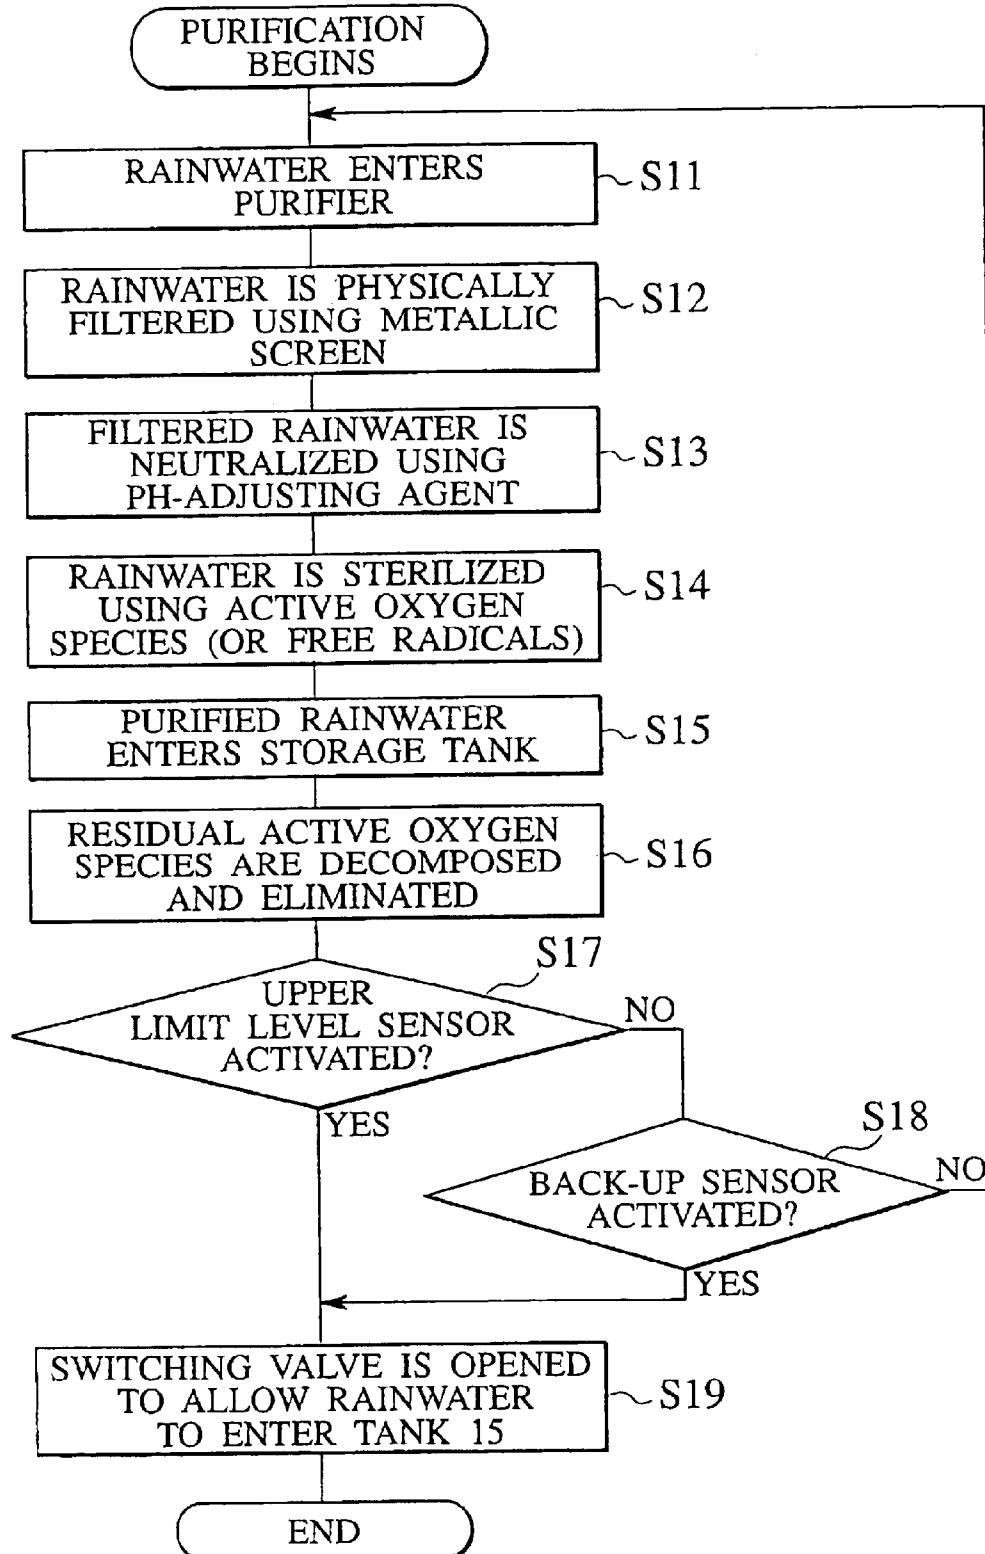 PURIFICATION
BEGINS
RAINWATER ENTERS
PURIFIER
S11
RAINWATER IS PHYSICALLY
FILTERED USING METALLIC
SCREEN
S12
FILTERED RAINWATER IS
NEUTRALIZED USING
PH-ADJUSTING AGENT
S13
RAINWATER IS STERILIZED
USING ACTIVE OXYGEN
SPECIES (OR FREE RADICALS)
S14
PURIFIED RAINWATER
ENTERS STORAGE TANK
S15
RESIDUAL ACTIVE OXYGEN
SPECIES ARE DECOMPOSED
AND ELIMINATED
S16
S17
UPPER
LIMIT LEVEL SENSOR
ACTIVATED?
NO
YES
S18
BACK-UP SENSOR
ACTIVATED?
NO
YES
SWITCHING VALVE IS OPENED
TO ALLOW RAINWATER
TO ENTER TANK 15
S19
END